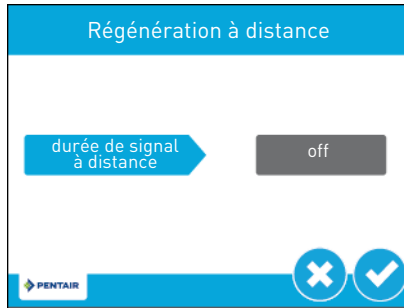 Régénération à distance
durée de signal
à distance
off
PENTAIR